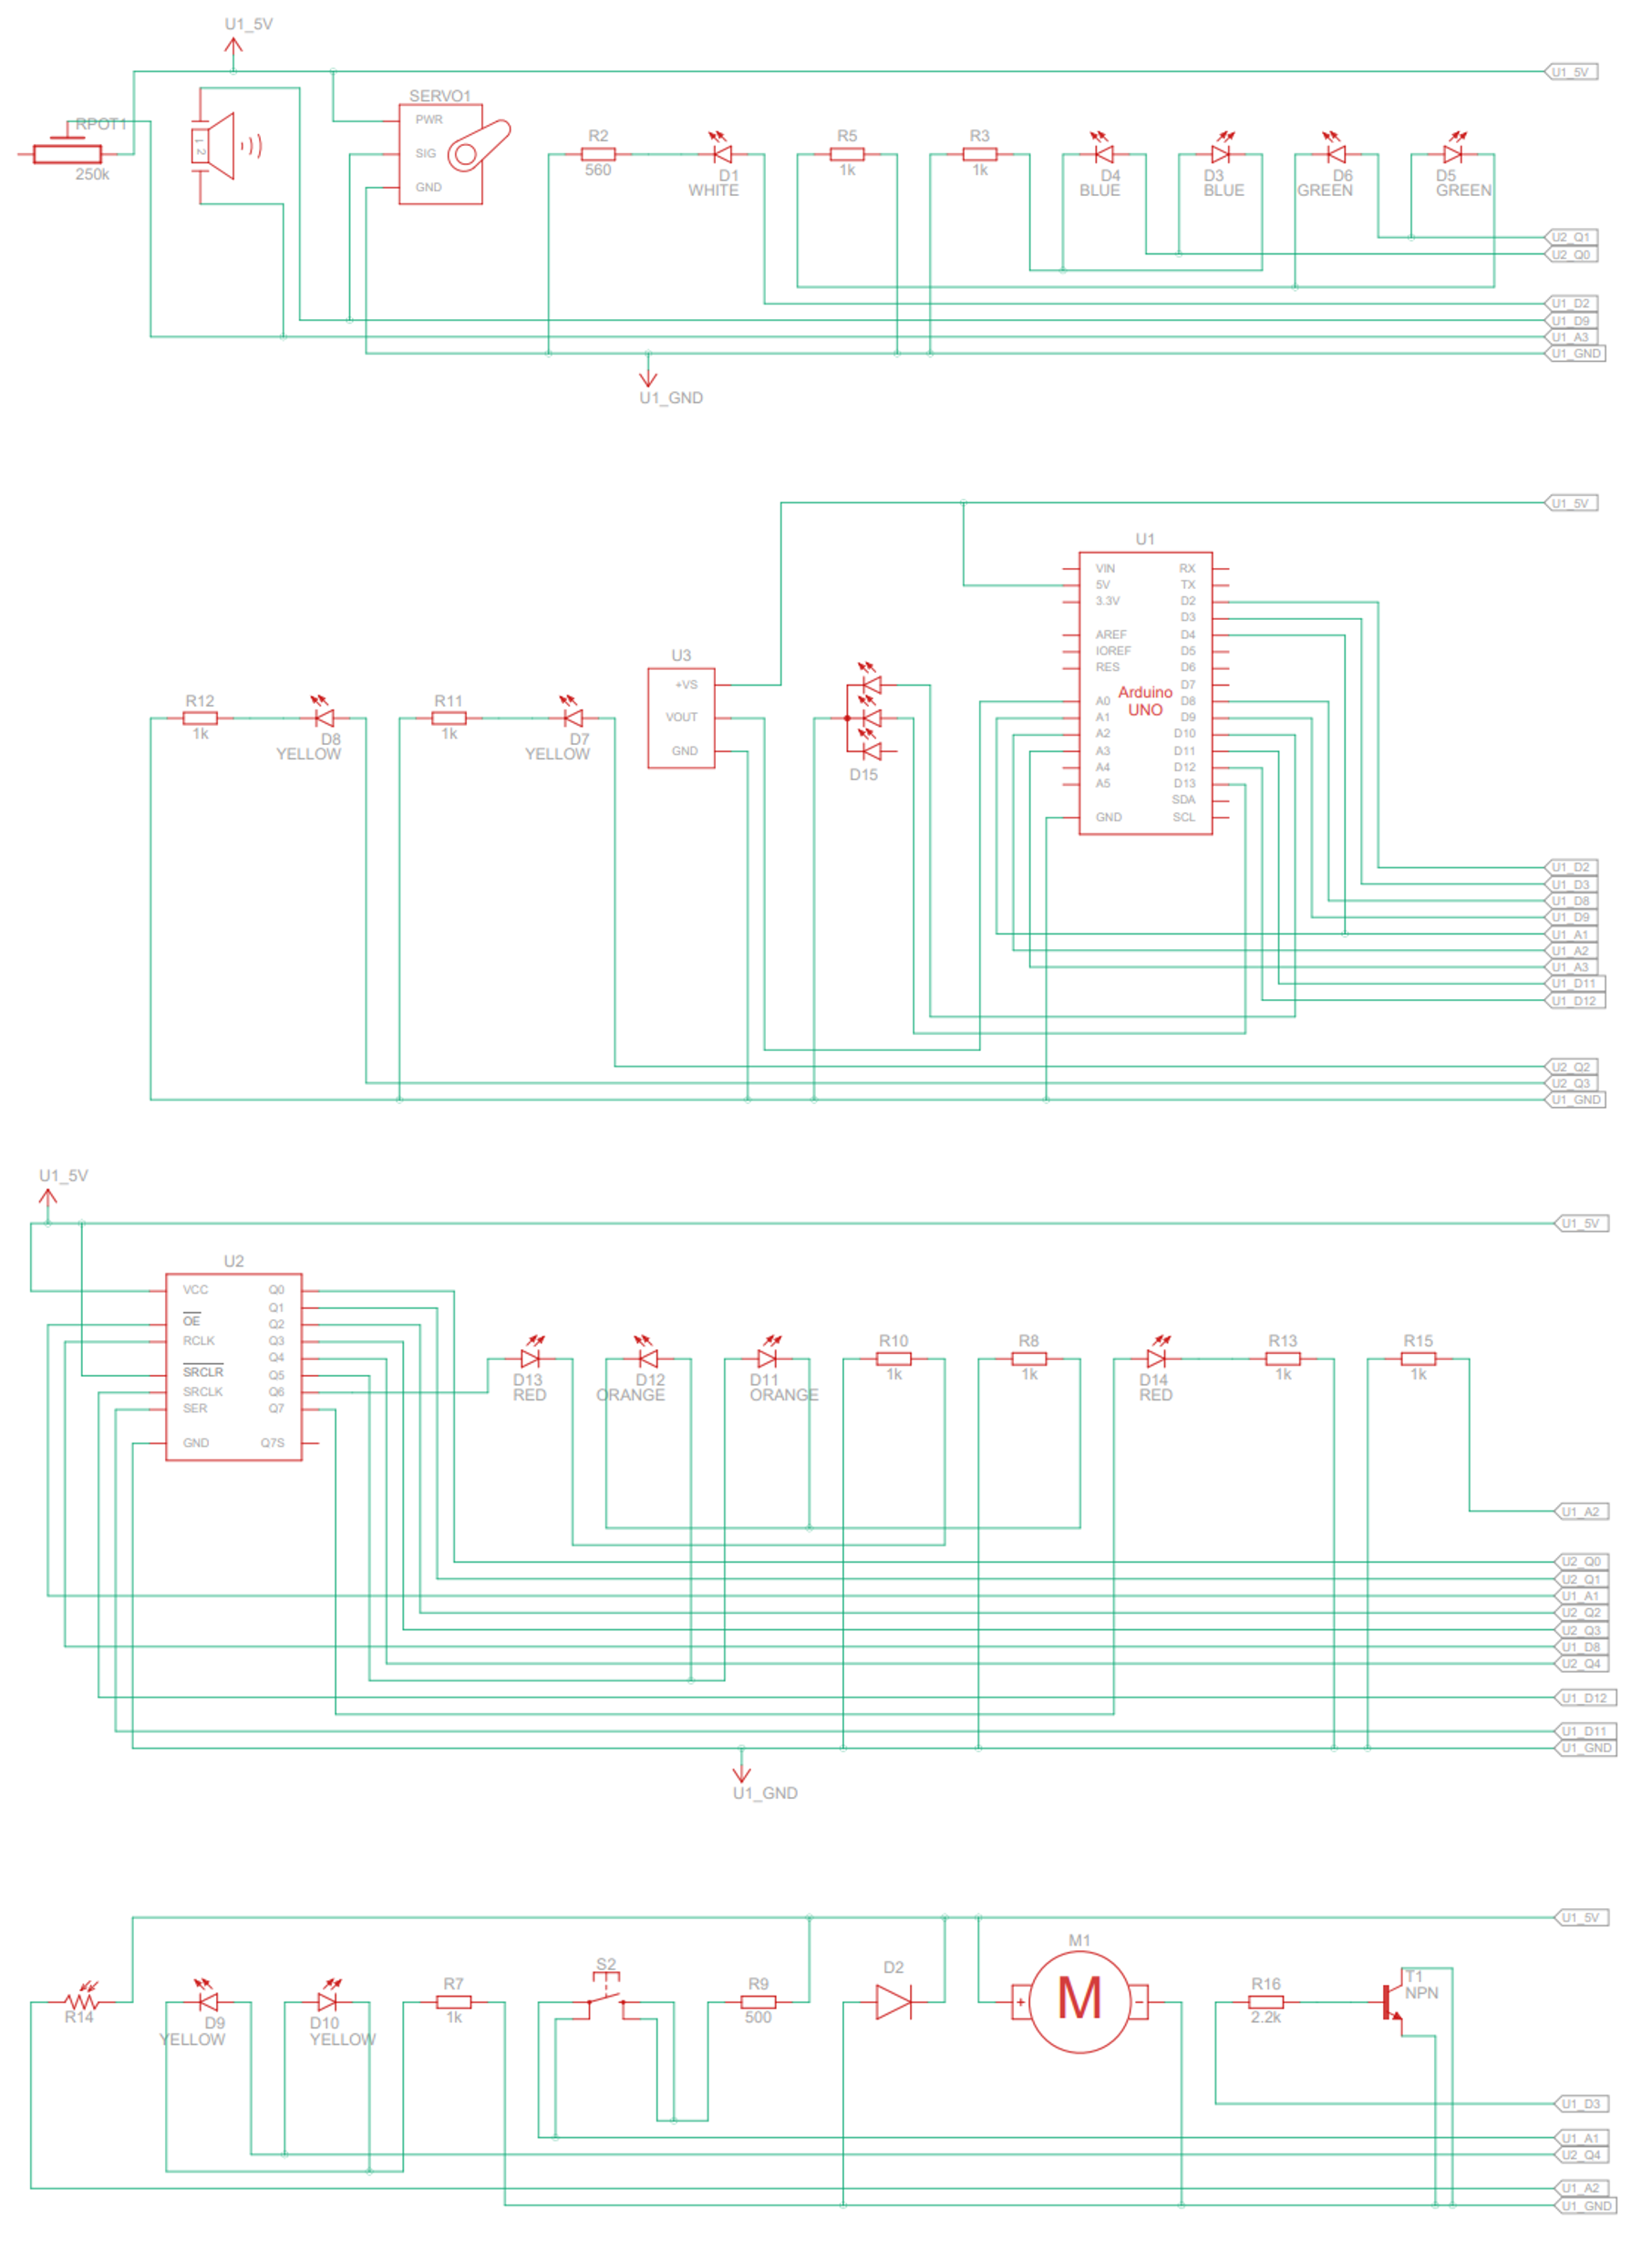 U1_5V
U1_5V
SERVO1
PWR
SIG
GND
RPOT1
250k
1 2
R2
560
D1
WHITE
R5
1k
R3
1k
D4
BLUE
D3
BLUE
D6
GREEN
D5
GREEN
U2_Q1
U2_Q0
U1_D2
U1_D9
U1_A3
U1_GND
U1_GND
U1_5V
U1
VIN RX
5V TX
3.3V D2
D3
AREF D4
IOREF D5
RES D6
D7
Arduino
UNO
A0 D8
A1 D9
A2 D10
A3 D11
A4 D12
A5 D13
SDA
GND SCL
U3
+VS
VOUT
GND
R12
1k
D8
YELLOW
R11
1k
D7
YELLOW
D15
U1_D2
U1_D3
U1_D8
U1_D9
U1_A1
U1_A2
U1_A3
U1_D11
U1_D12
U2_Q2
U2_Q3
U1_GND
U1_5V
U1_5V
U2
VCC Q0
Q1
OE Q2
RCLK Q3
Q4
SRCLR Q5
SRCLK Q6
SER Q7
GND Q7S
D13
RED
D12
ORANGE
D11
ORANGE
R10
1k
R8
1k
D14
RED
R13
1k
R15
1k
U1_A2
U2_Q0
U2_Q1
U1_A1
U2_Q2
U2_Q3
U1_D8
U2_Q4
U1_D12
U1_D11
U1_GND
U1_GND
U1_5V
R14
D9
YELLOW
D10
YELLOW
R7
1k
S2
R9
500
D2
M1
+ M -
R16
2.2k
T1
NPN
U1_D3
U1_A1
U2_Q4
U1_A2
U1_GND